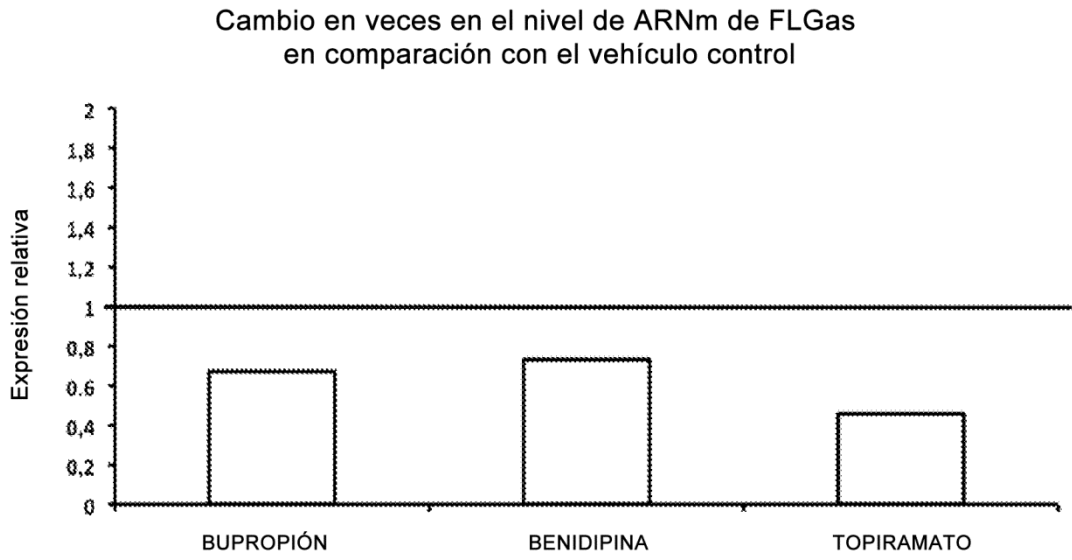 Cambio en veces en el nivel de ARNm de FLGas
en comparación con el vehículo control
Expresión relativa
2
1,8
1,6
1,4
1,2
1
0,8
0.6
0,4
0,2
0
BUPROPIÓN
BENIDIPINA
TOPIRAMATO